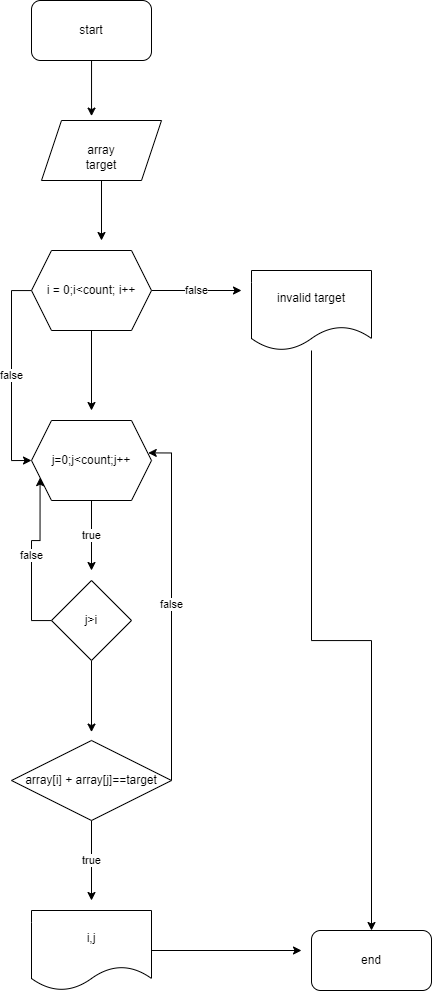 start
array
target
i = 0;i<count; i++
false
invalid target
false
j=0;j<count;j++
true
false
false
j>i
array[i] + array[j]==target
true
i,j
end